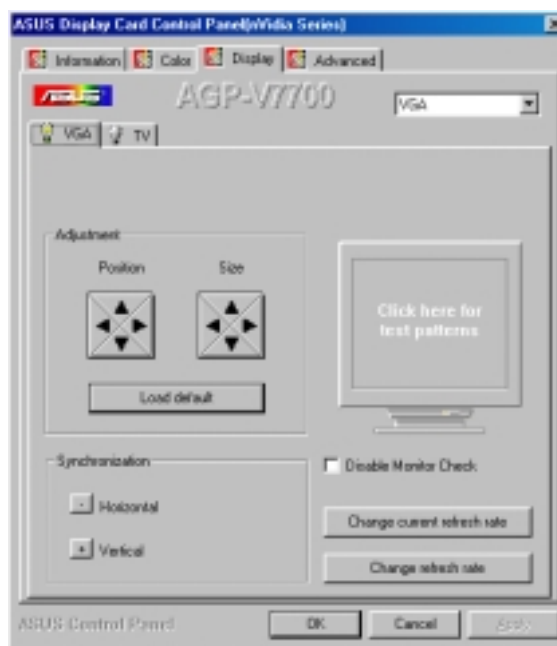 ASUS Display Card Control Panel(nVidia Series)
Information Color Display Advanced
ASUS AGP-V7700 VGA
VGA TV
Adjustment
Position Size
Click here for
test patterns
Load default
Synchronization
Disable Monitor Check
- Horizontal
Change current refresh rate
+ Vertical
Change refresh rate
ASUS Control Panel OK Cancel Apply